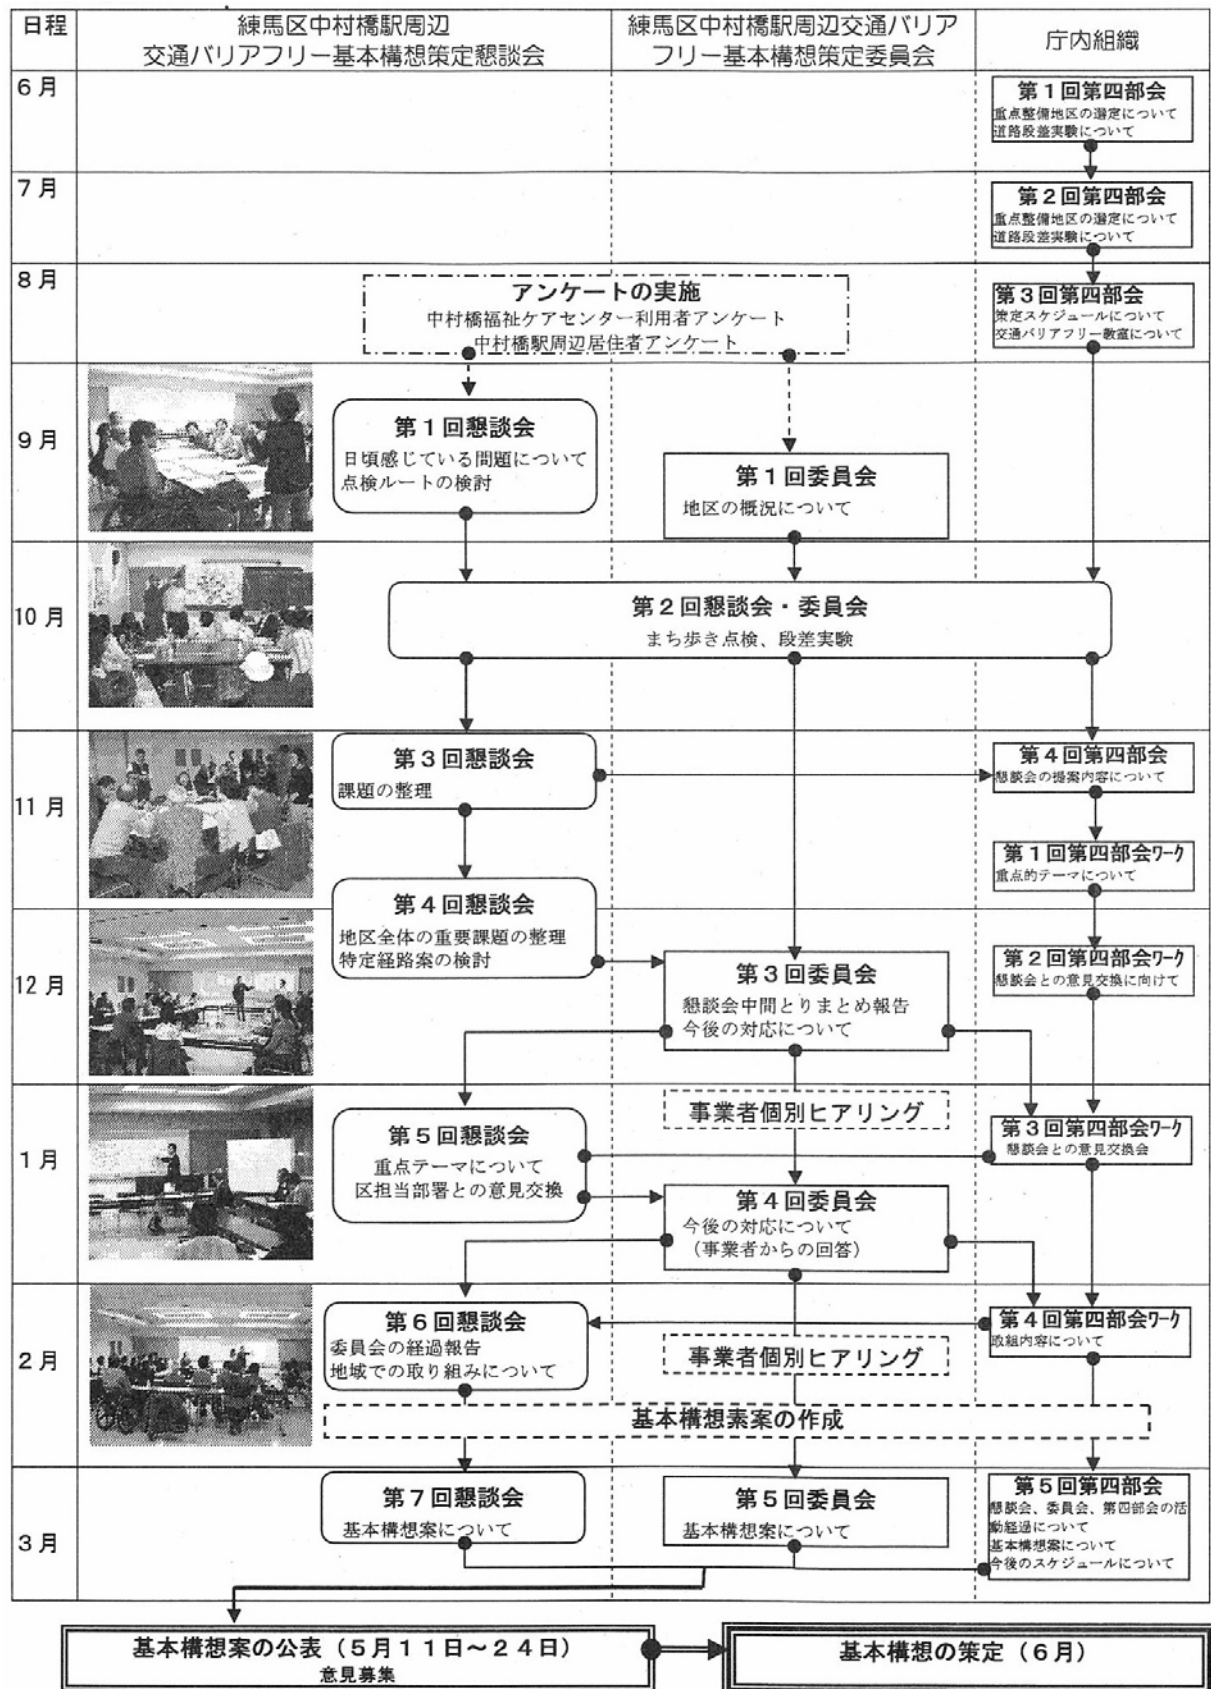 日程
練馬区中村橋駅周辺
交通バリアフリー基本構想策定懇談会
練馬区中村橋駅周辺交通バリア
フリー基本構想策定委員会
庁内組織
6月
第1回第四部会
重点整備地区の選定について
道路段差実験について
7月
第2回第四部会
重点整備地区の選定について
道路段差実験について
8月
アンケートの実施
中村橋福祉ケアセンター利用者アンケート
中村橋駅周辺居住者アンケート
第3回第四部会
策定スケジュールについて
交通バリアフリー教室について
9月
第1回懇談会
日頃感じている問題について
点検ルートの検討
第1回委員会
地区の概況について
10月
第2回懇談会・委員会
まち歩き点検、段差実験
11月
第3回懇談会
課題の整理
第4回第四部会
懇談会の提案内容について
第1回第四部会ワーク
重点的テーマについて
第4回懇談会
地区全体の重要課題の整理
特定経路案の検討
12月
第3回委員会
懇談会中間とりまとめ報告
今後の対応について
第2回第四部会ワーク
懇談会との意見交換に向けて
1月
事業者個別ヒアリング
第5回懇談会
重点テーマについて
区担当部署との意見交換
第3回第四部会ワーク
懇談会との意見交換会
第4回委員会
今後の対応について
(事業者からの回答)
2月
第6回懇談会
委員会の経過報告
地域での取り組みについて
事業者個別ヒアリング
第4回第四部会ワーク
取組内容について
基本構想素案の作成
3月
第7回懇談会
基本構想案について
第5回委員会
基本構想案について
第5回第四部会
懇談会、委員会、第四部会の活
動経過について
基本構想案について
今後のスケジュールについて
基本構想案の公表(5月11日~24日)
意見募集
基本構想の策定(6月)